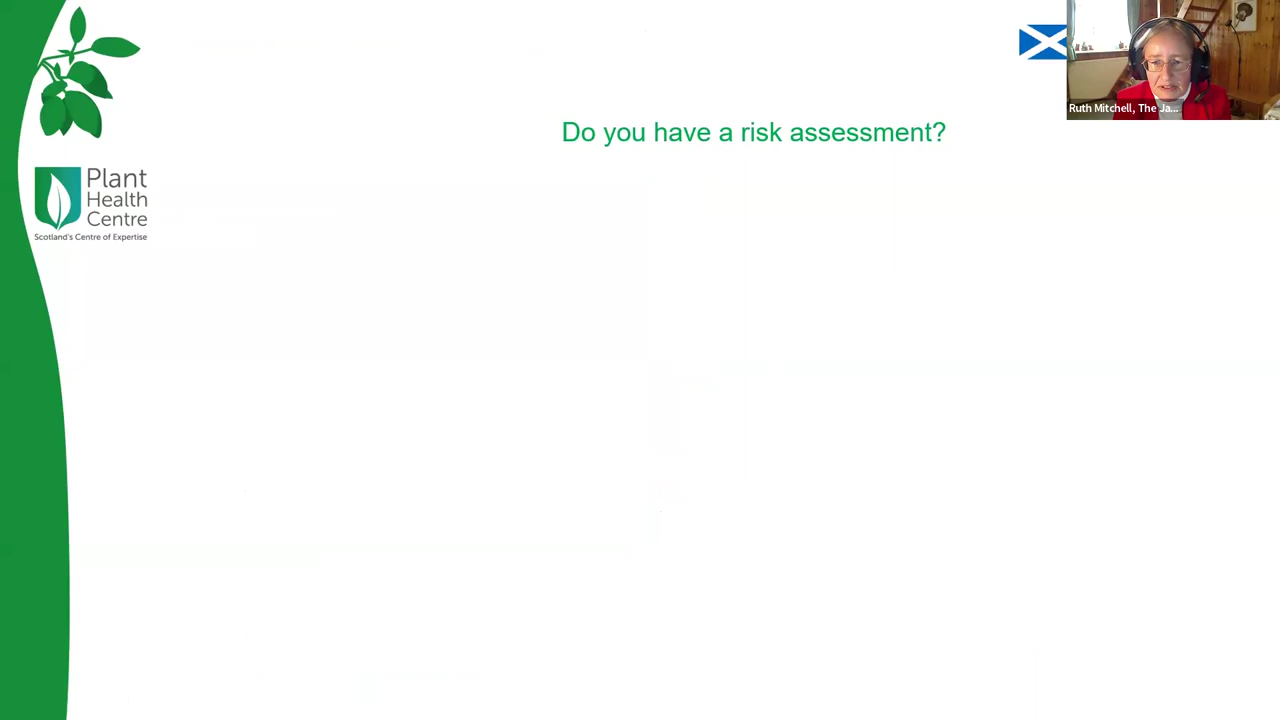 Do you have a risk assessment?
Plant
Health
Centre
Scotland's Centre of Expertise
Ruth Mitchell, The Ja...